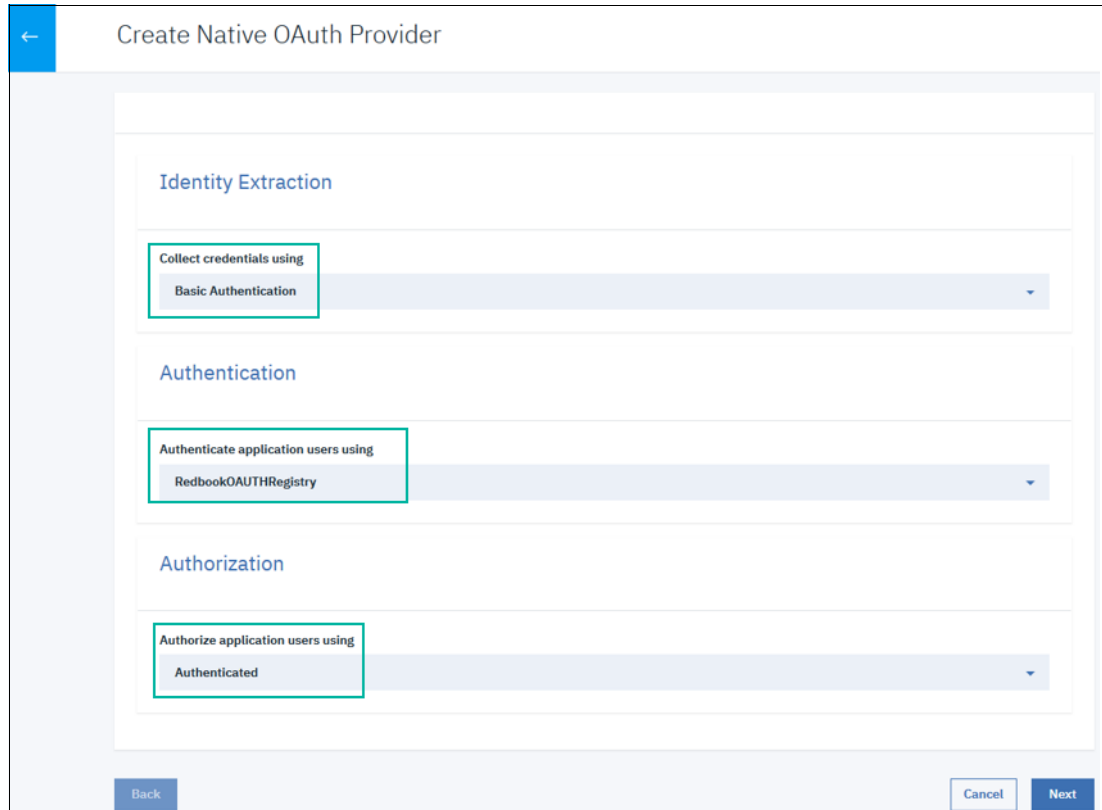 Create Native OAuth Provider
Identity Extraction
Collect credentials using
Basic Authentication
Authentication
Authenticate application users using
RedbookOAUTHRegistry
Authorization
Authorize application users using
Authenticated
Back
Cancel
Next